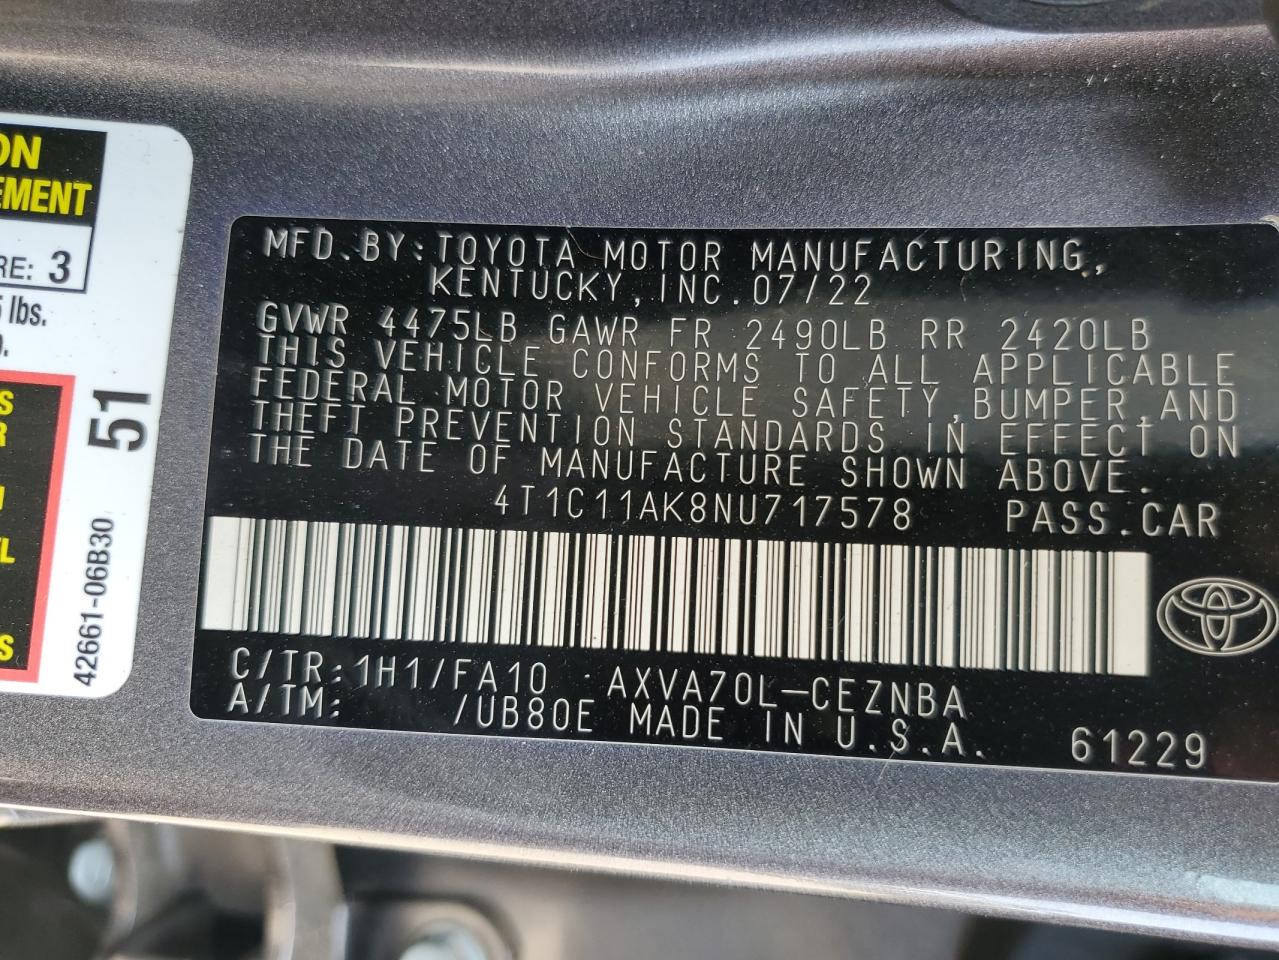 ON
EMENT
RE: 3
5 lbs.
51
42661-06B30
MFD.BY:TOYOTA MOTOR MANUFACTURING,
KENTUCKY,INC.07/22
GVWR 4475LB GAWR FR 2490LB RR 2420LB
THIS VEHICLE CONFORMS TO ALL APPLICABLE
FEDERAL MOTOR VEHICLE SAFETY,BUMPER,AND
THEFT PREVENTION STANDARDS IN EFFECT ON
THE DATE OF MANUFACTURE SHOWN ABOVE.
4T1C11AK8NU717578 PASS.CAR
C/TR:1H1/FA10 AXVA70L-CEZNBA
A/TM: /UB80E MADE IN U.S.A. 61229